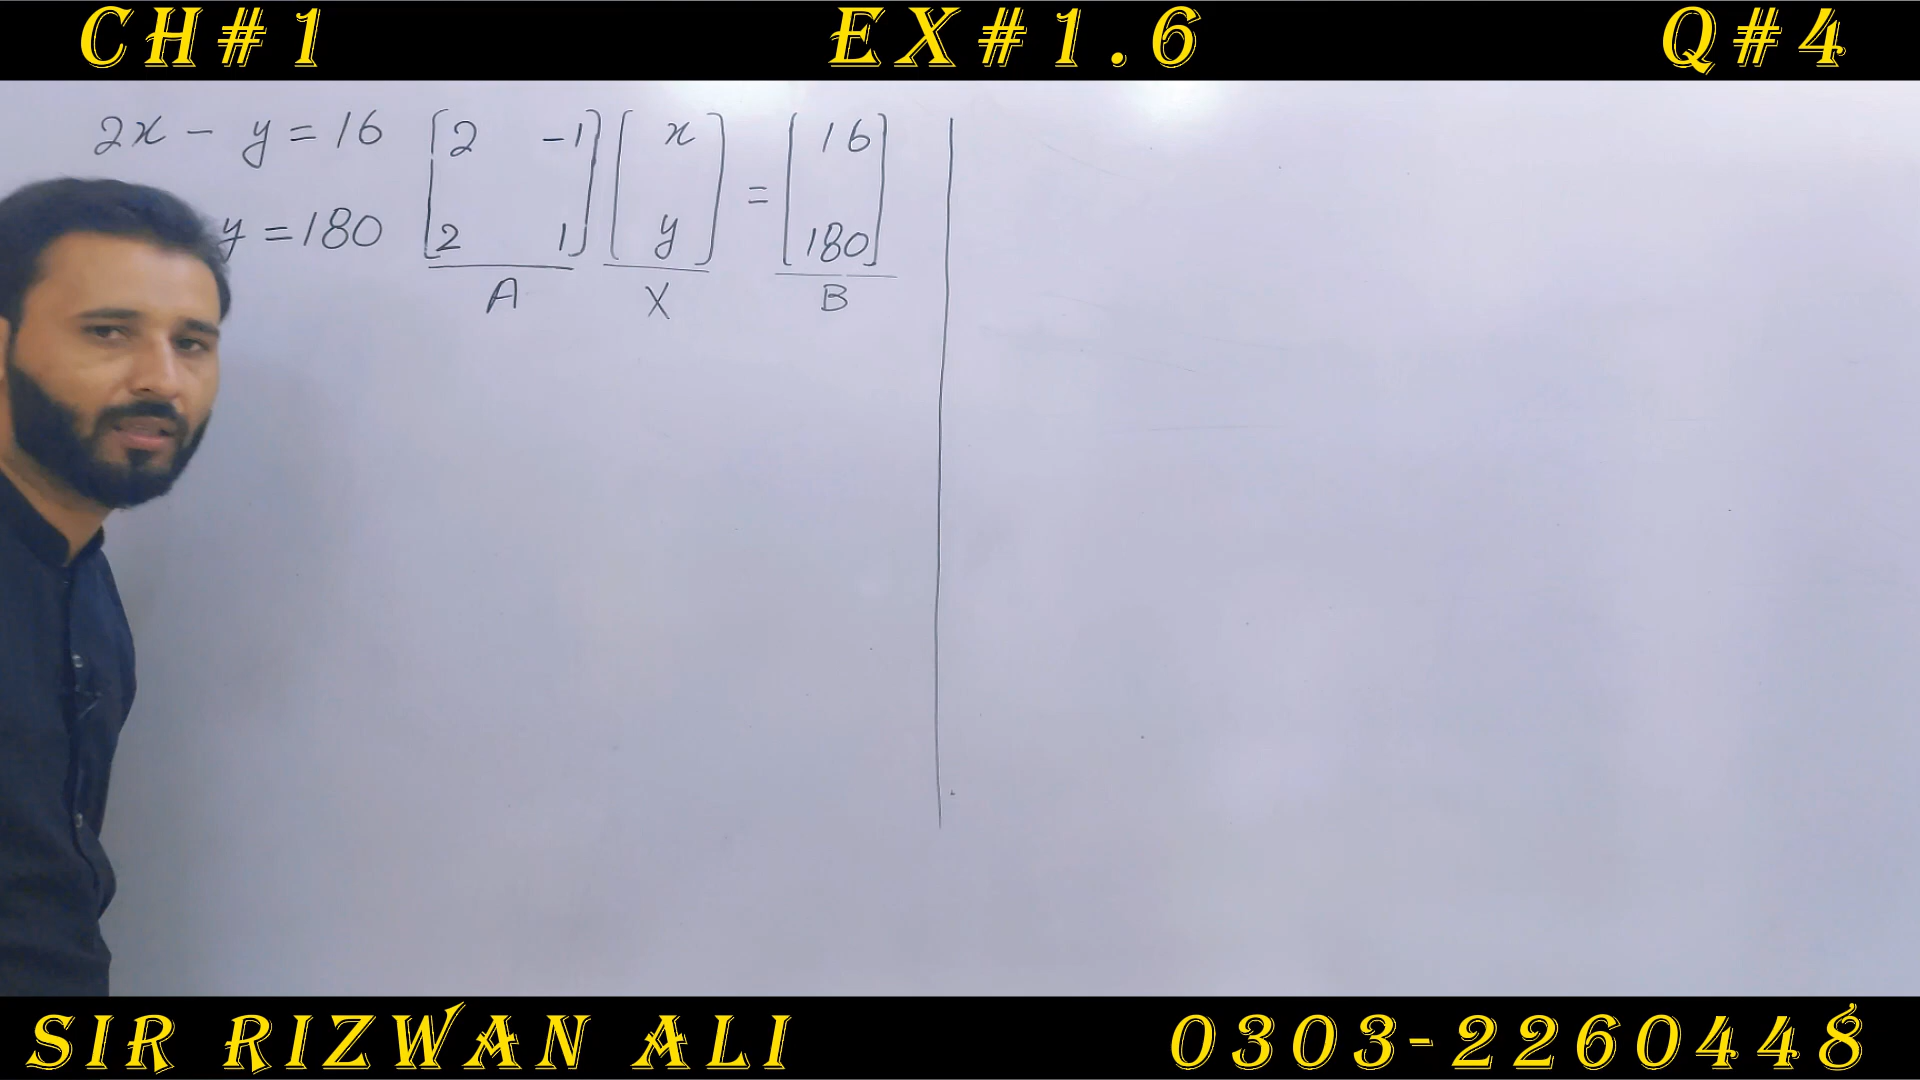 CH#1 EX#1.6 Q#4
2x - y = 16 [2 -1] [x] [16]
y = 180 [2 1] [y] = [180]
A X B
SIR RIZWAN ALI 0303-2260448